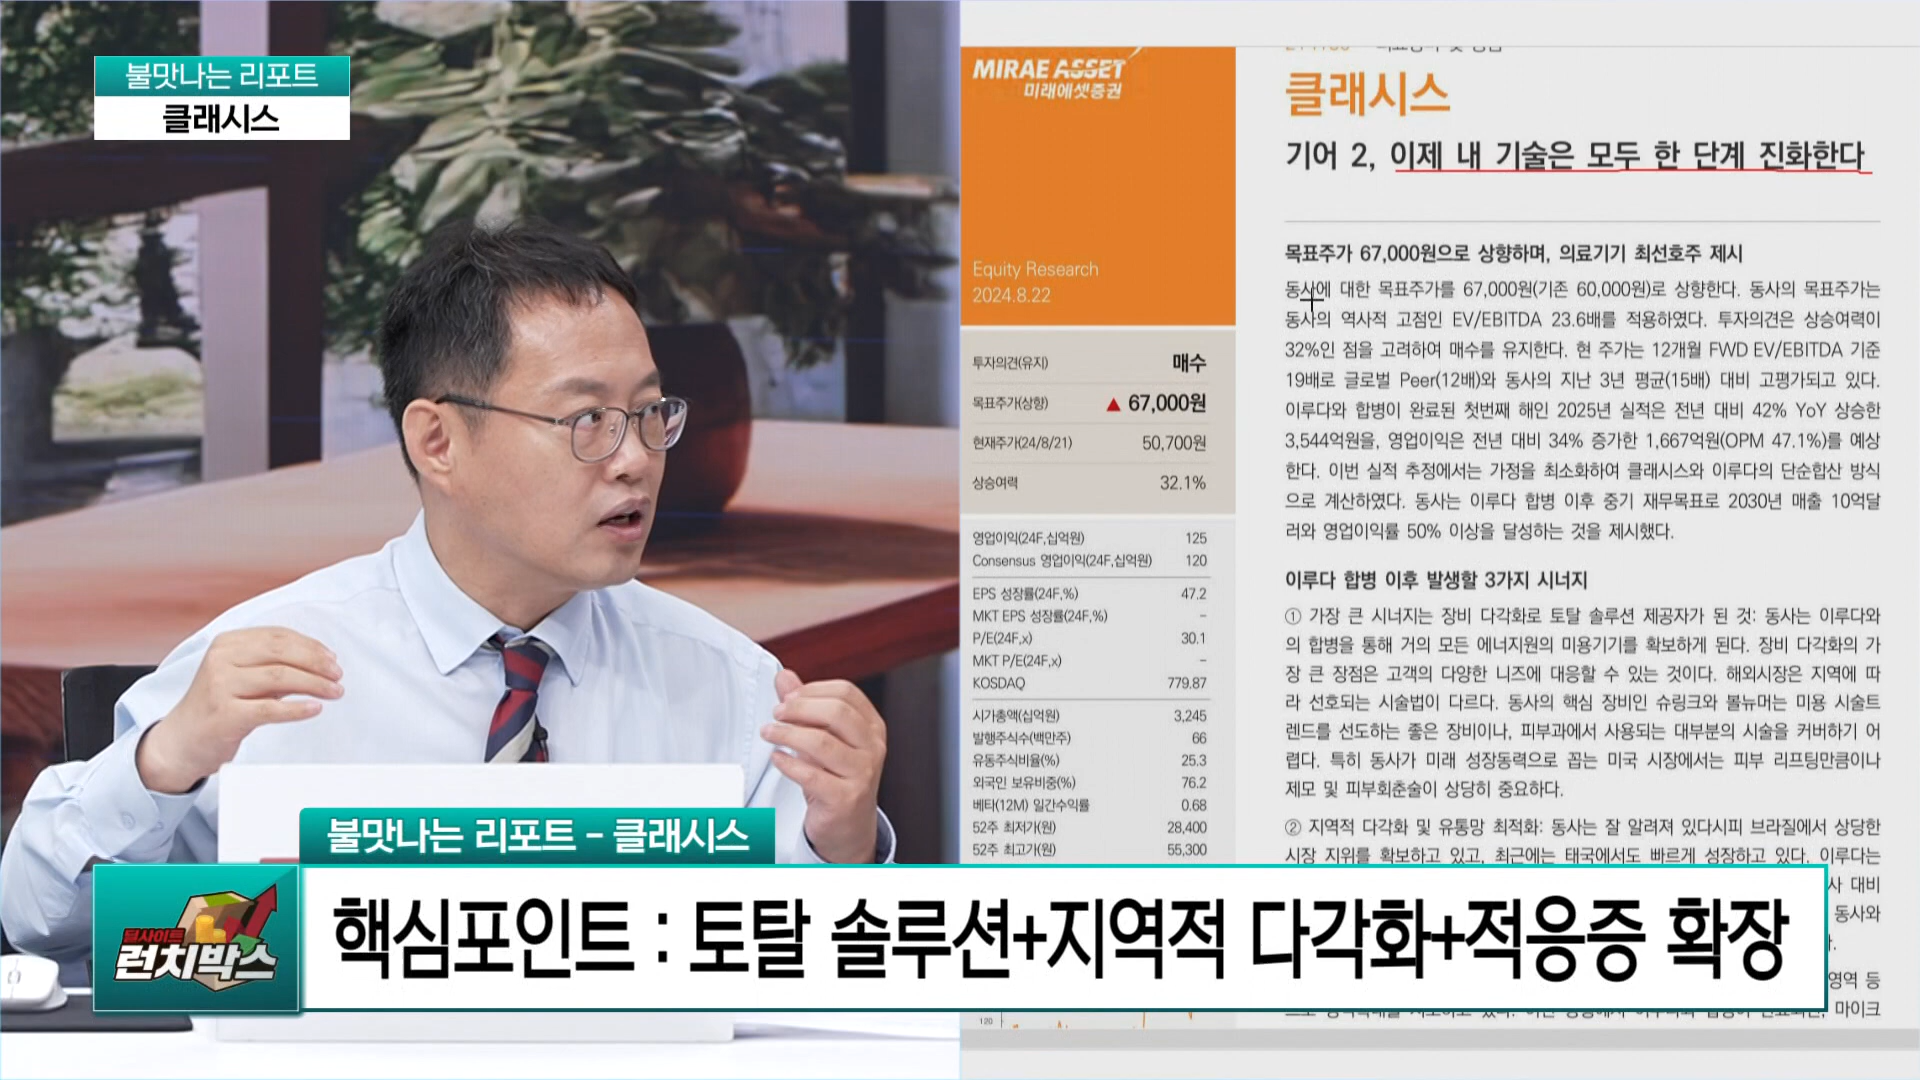 불맛나는 리포트
클래시스
MIRAE ASSET
미래에셋증권
Equity Research
2024.8.22
투자의견(유지) 매수
목표주가(상향) ▲ 67,000원
현재주가(24/8/21) 50,700원
상승여력 32.1%
영업이익(24F,십억원) 125
Consensus 영업이익(24F,십억원) 120
EPS 성장률(24F,%) 47.2
MKT EPS 성장률(24F,%) –
P/E(24F,x) 30.1
MKT P/E(24F,x) –
KOSDAQ 779.87
시가총액(십억원) 3,245
발행주식수(백만주) 66
유동주식비율(%) 25.3
외국인 보유비중(%) 76.2
베타(12M) 일간수익률 0.68
52주 최저가(원) 28,400
52주 최고가(원) 55,300
120
클래시스
기어 2, 이제 내 기술은 모두 한 단계 진화한다
목표주가 67,000원으로 상향하며, 의료기기 최선호주 제시
동사에 대한 목표주가를 67,000원(기존 60,000원)로 상향한다. 동사의 목표주가는
동사의 역사적 고점인 EV/EBITDA 23.6배를 적용하였다. 투자의견은 상승여력이
32%인 점을 고려하여 매수를 유지한다. 현 주가는 12개월 FWD EV/EBITDA 기준
19배로 글로벌 Peer(12배)와 동사의 지난 3년 평균(15배) 대비 고평가되고 있다.
이루다와 합병이 완료된 첫번째 해인 2025년 실적은 전년 대비 42% YoY 상승한
3,544억원을, 영업이익은 전년 대비 34% 증가한 1,667억원(OPM 47.1%)를 예상
한다. 이번 실적 추정에서는 가정을 최소화하여 클래시스와 이루다의 단순합산 방식
으로 계산하였다. 동사는 이루다 합병 이후 중기 재무목표로 2030년 매출 10억달
러와 영업이익률 50% 이상을 달성하는 것을 제시했다.
이루다 합병 이후 발생할 3가지 시너지
① 가장 큰 시너지는 장비 다각화로 토탈 솔루션 제공자가 된 것: 동사는 이루다와
의 합병을 통해 거의 모든 에너지원의 미용기기를 확보하게 된다. 장비 다각화의 가
장 큰 장점은 고객의 다양한 니즈에 대응할 수 있는 것이다. 해외시장은 지역에 따
라 선호되는 시술법이 다르다. 동사의 핵심 장비인 슈링크와 볼뉴머는 미용 시술트
렌드를 선도하는 좋은 장비이나, 피부과에서 사용되는 대부분의 시술을 커버하기 어
렵다. 특히 동사가 미래 성장동력으로 꼽는 미국 시장에서는 피부 리프팅만큼이나
제모 및 피부회춘술이 상당히 중요하다.
② 지역적 다각화 및 유통망 최적화: 동사는 잘 알려져 있다시피 브라질에서 상당한
시장 지위를 확보하고 있고, 최근에는 태국에서도 빠르게 성장하고 있다. 이루다는
대비
동사와
영역 등
마이크
불맛나는 리포트 - 클래시스
딜사이트
런치박스
핵심포인트 : 토탈 솔루션+지역적 다각화+적응증 확장